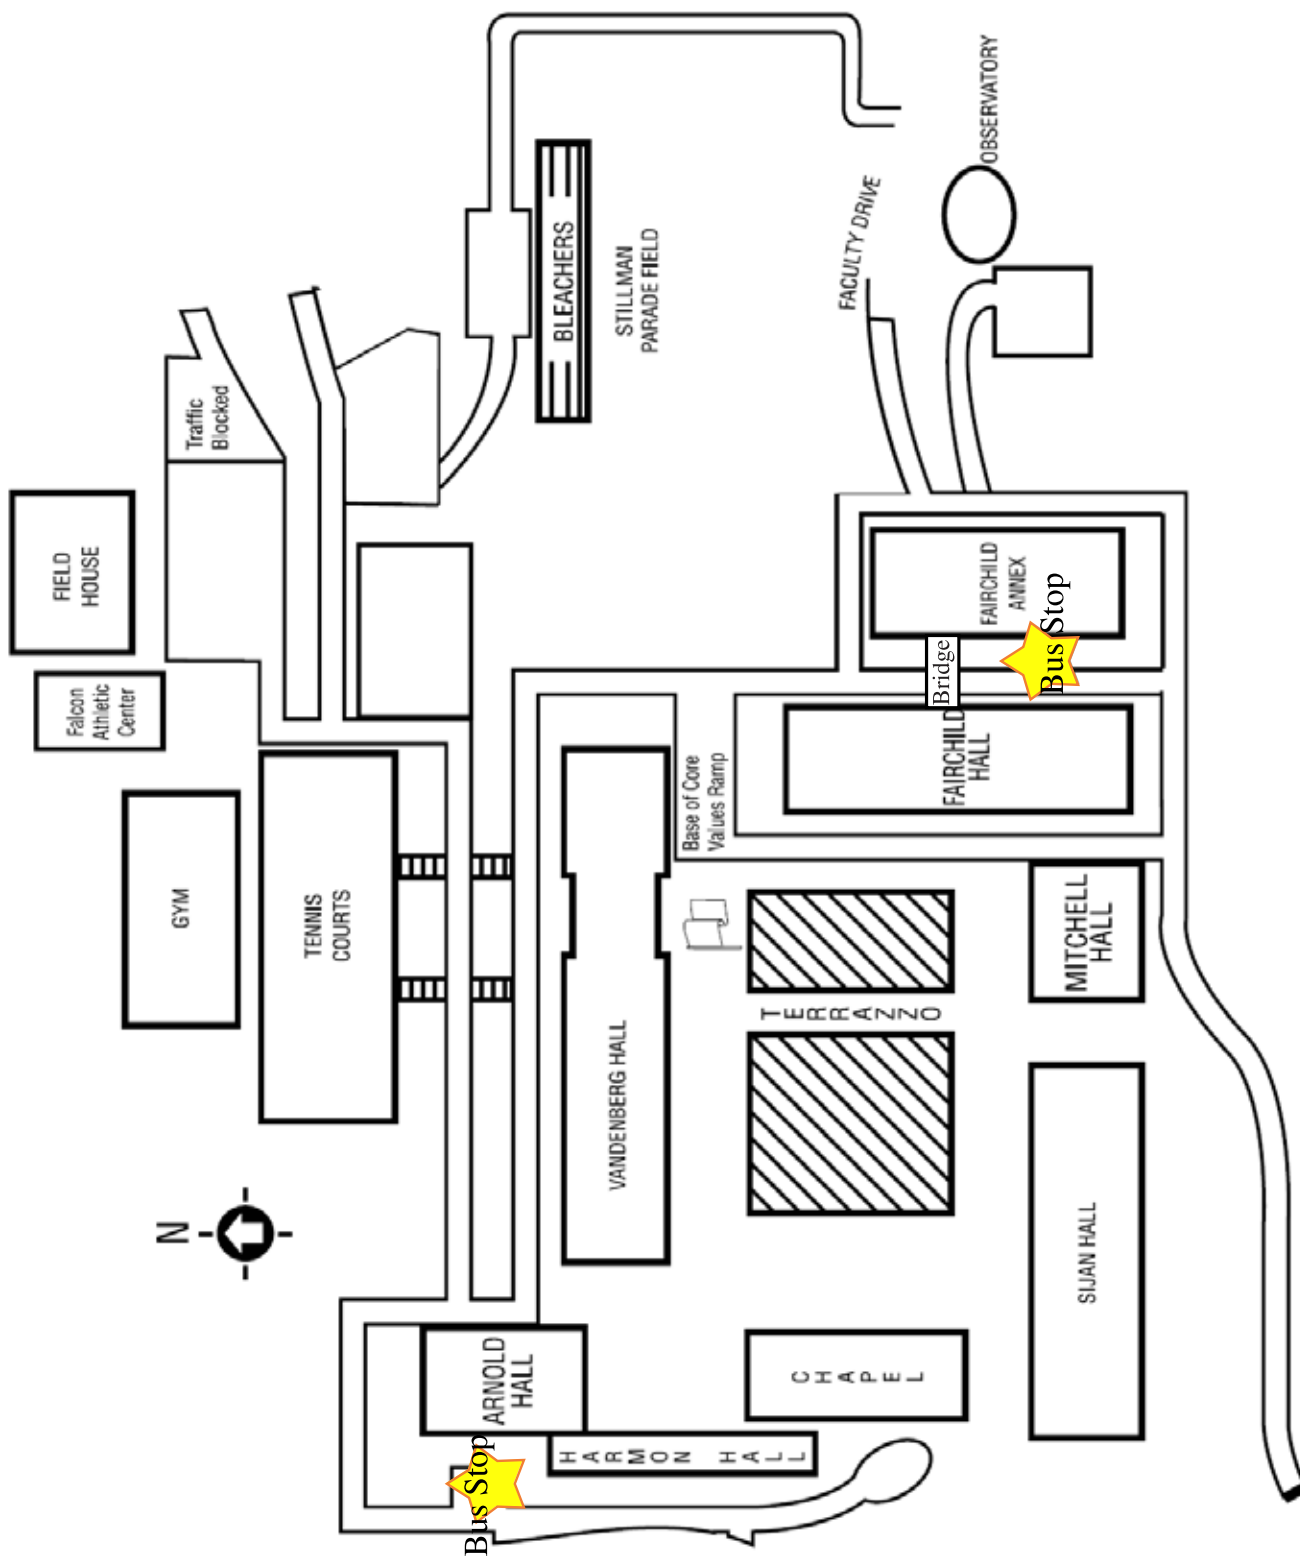 FIELD
HOUSE
Falcon
Athletic
Center
GYM
N
Traffic
Blocked
TENNIS
COURTS
BLEACHERS
STILLMAN
PARADE FIELD
FACULTY DRIVE
OBSERVATORY
FAIRCHILD
ANNEX
Bus Stop
Bridge
FAIRCHILD
HALL
Base of Core
Values Ramp
VANDENBERG HALL
TERRAZZO
MITCHELL
HALL
SIJAN HALL
CHAPEL
ARNOLD
HALL
HARMON HALL
Bus Stop